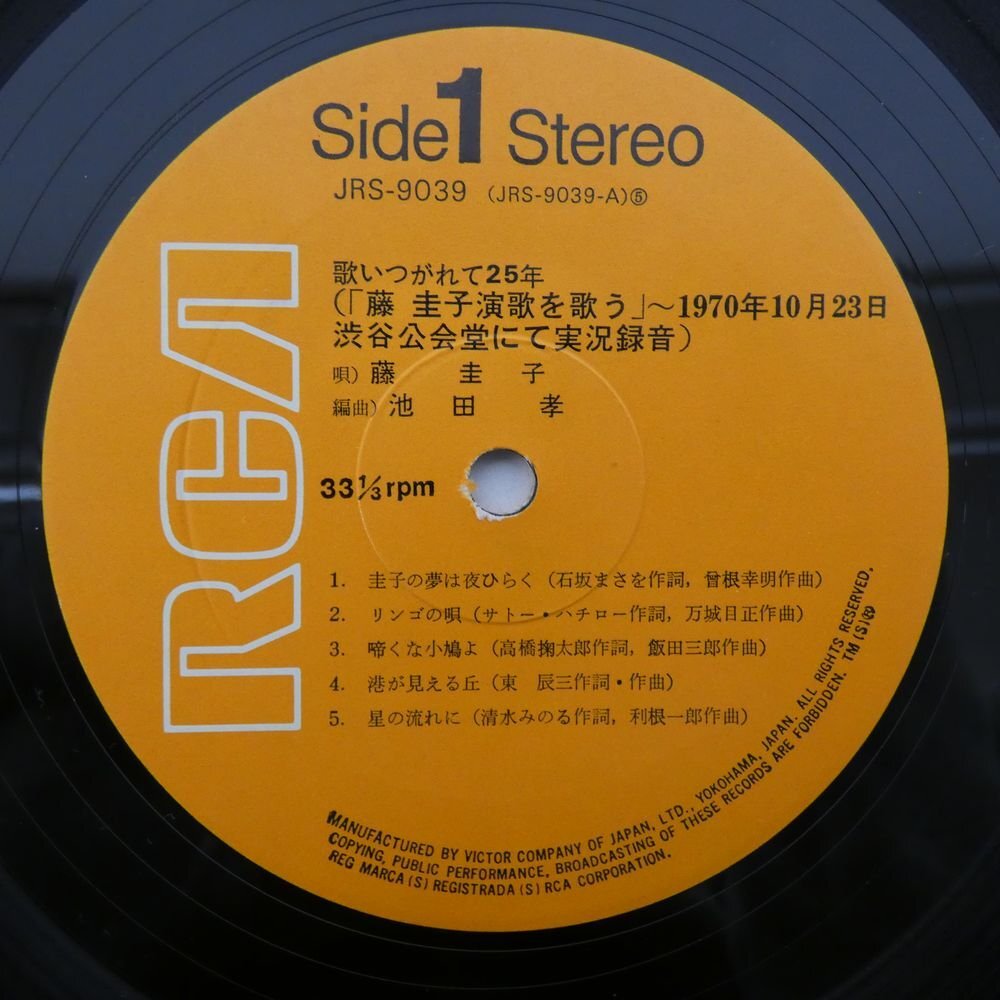 Side 1 Stereo
JRS-9039 (JRS-9039-A)⑤
歌いつがれて25年
(「藤 圭子演歌を歌う」〜1970年10月23日
渋谷公会堂にて実況録音)
唄) 藤 圭 子
編曲) 池 田 孝
RCA
33 1/3 rpm
1. 圭子の夢は夜ひらく (石坂まさを作詞, 曾根幸明作曲)
2. リンゴの唄 (サトー・ハチロー作詞, 万城目正作曲)
3. 啼くな小鳩よ (高橋掬太郎作詞, 飯田三郎作曲)
4. 港が見える丘 (東 辰三作詞・作曲)
5. 星の流れに (清水みのる作詞, 利根一郎作曲)
MANUFACTURED BY VICTOR COMPANY OF JAPAN, LTD., YOKOHAMA, JAPAN. ALL RIGHTS RESERVED.
COPYING, PUBLIC PERFORMANCE, BROADCASTING OF THESE RECORDS ARE FORBIDDEN. TM(S)®
REG MARCA(S) REGISTRADA(S) RCA CORPORATION.